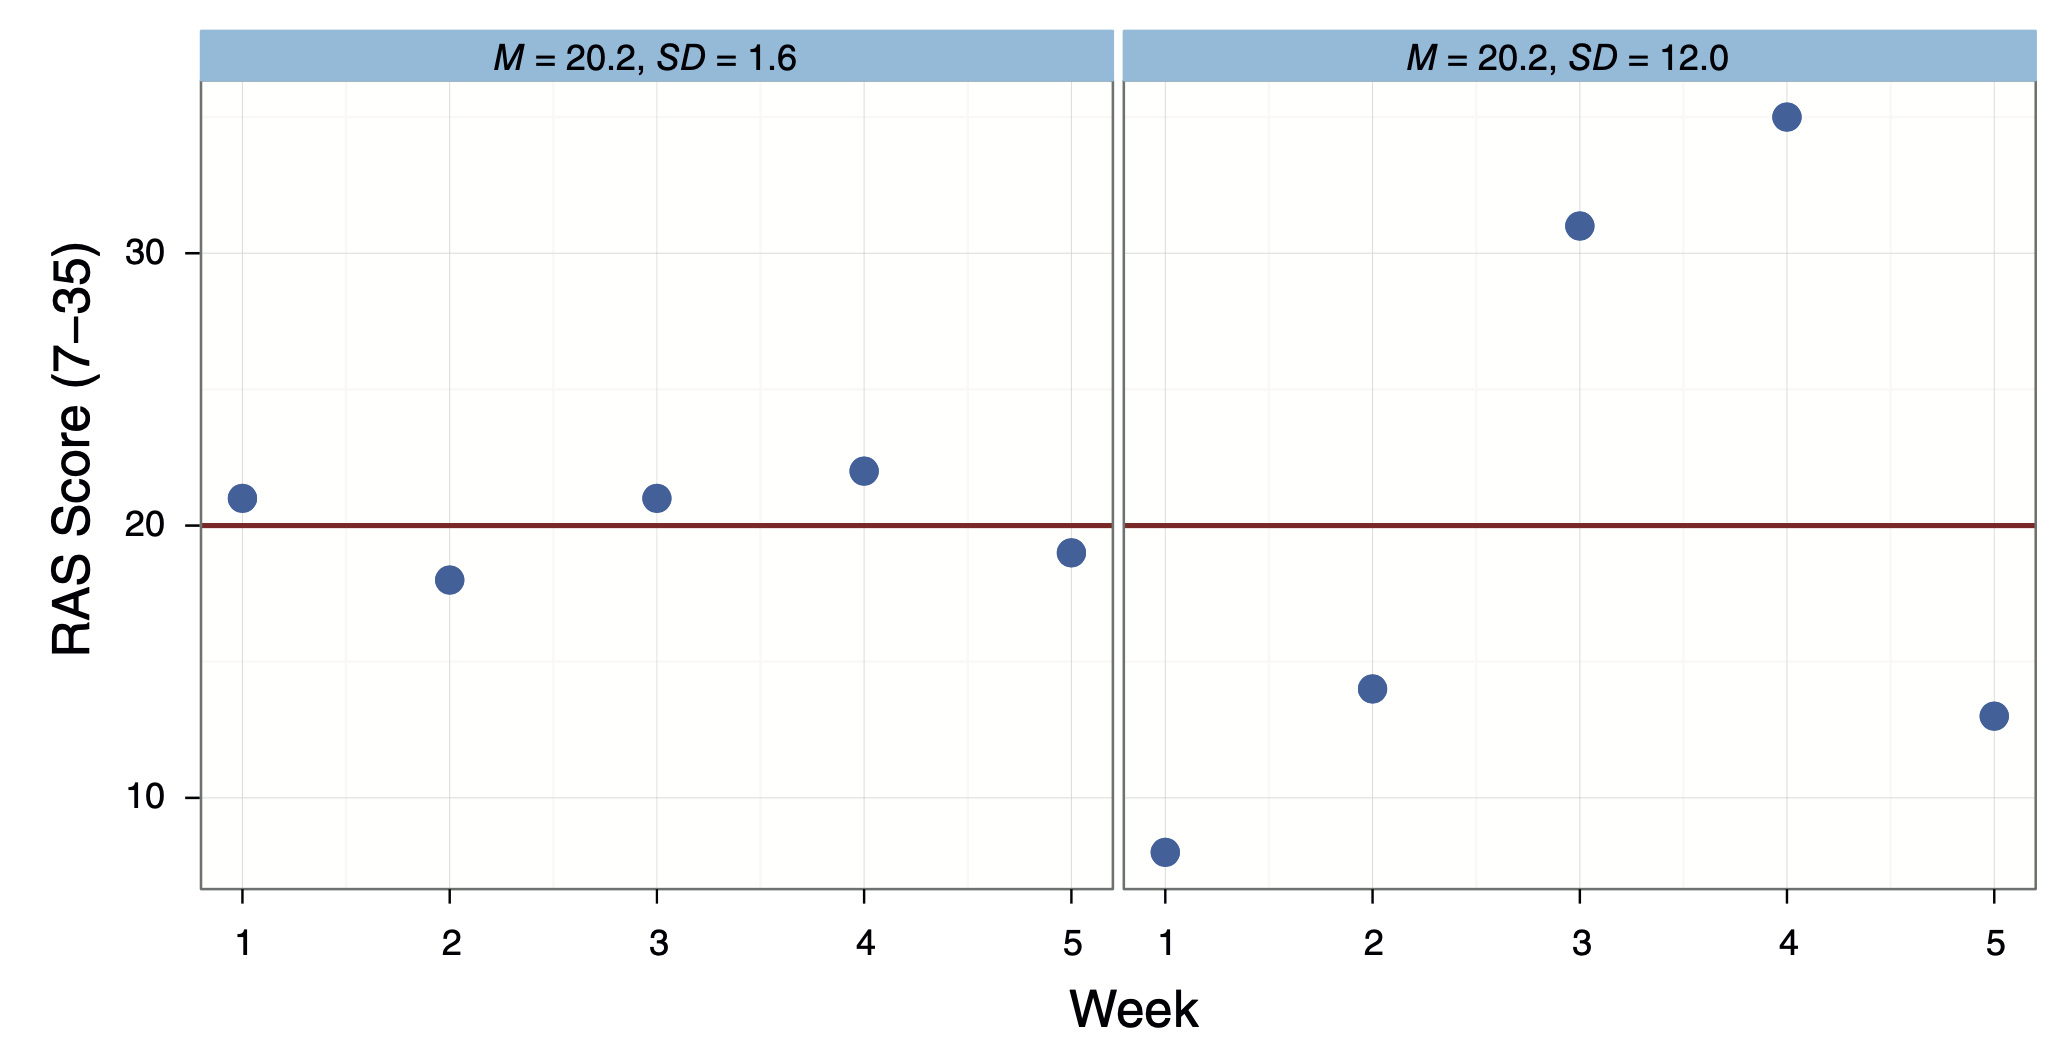 M = 20.2, SD = 1.6
M = 20.2, SD = 12.0
RAS Score (7–35)
30
20
10
1 2 3 4 5
1 2 3 4 5
Week